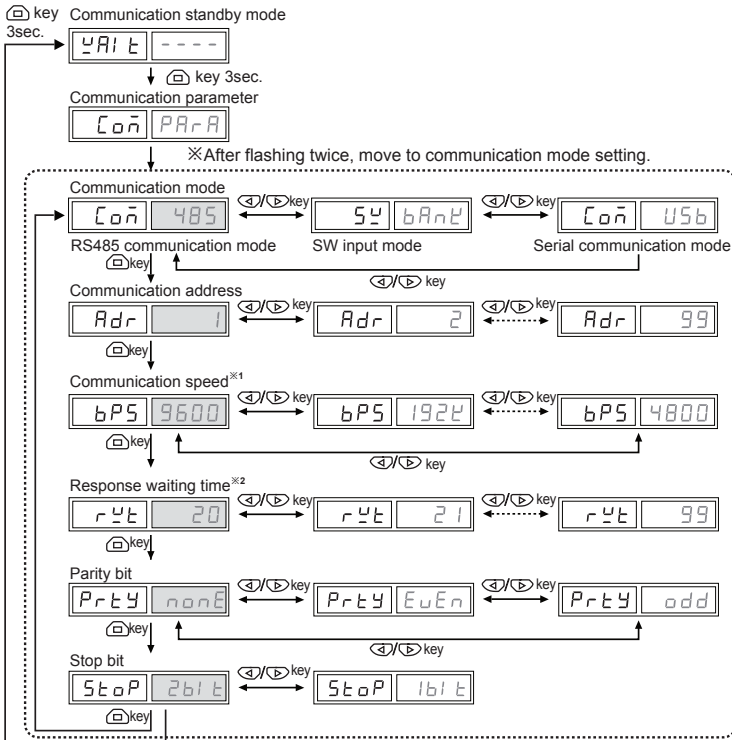 key Communication standby mode
3sec.
WAIt ----
key 3sec.
Communication parameter
Com PArA
※After flashing twice, move to communication mode setting.
Communication mode
Com 485 ◁/▷ key SW bAnK ◁/▷ key Com USb
RS485 communication mode SW input mode Serial communication mode
key ◁/▷ key
Communication address
Adr 1 ◁/▷ key Adr 2 ◁/▷ key Adr 99
key
Communication speed※1
bPS 9600 ◁/▷ key bPS 192K ◁/▷ key bPS 4800
key ◁/▷ key
Response waiting time※2
rWt 20 ◁/▷ key rWt 21 ◁/▷ key rWt 99
key
Parity bit
PrtY nonE ◁/▷ key PrtY EvEn ◁/▷ key PrtY odd
key ◁/▷ key
Stop bit
StoP 2bIt ◁/▷ key StoP 1bIt
key